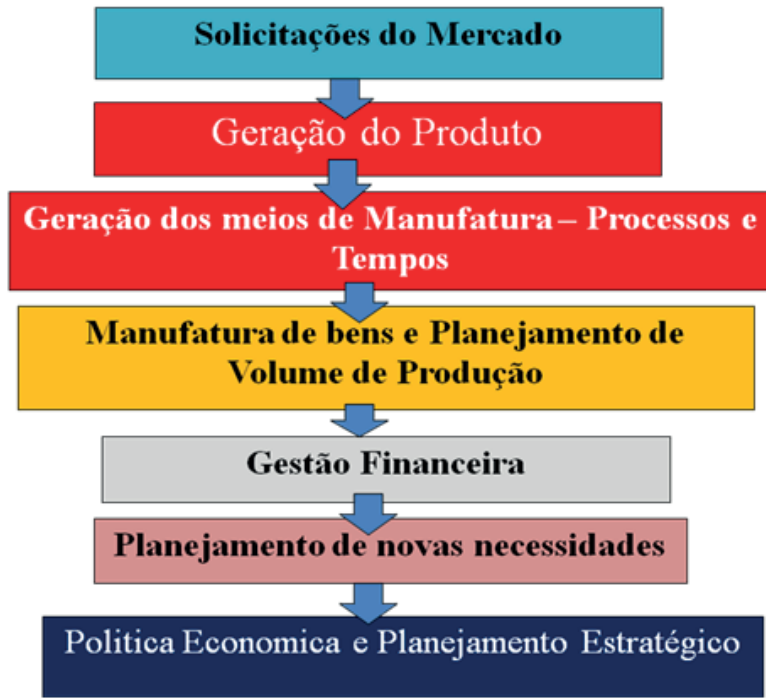 Solicitações do Mercado
Geração do Produto
Geração dos meios de Manufatura – Processos e
Tempos
Manufatura de bens e Planejamento de
Volume de Produção
Gestão Financeira
Planejamento de novas necessidades
Politica Economica e Planejamento Estratégico